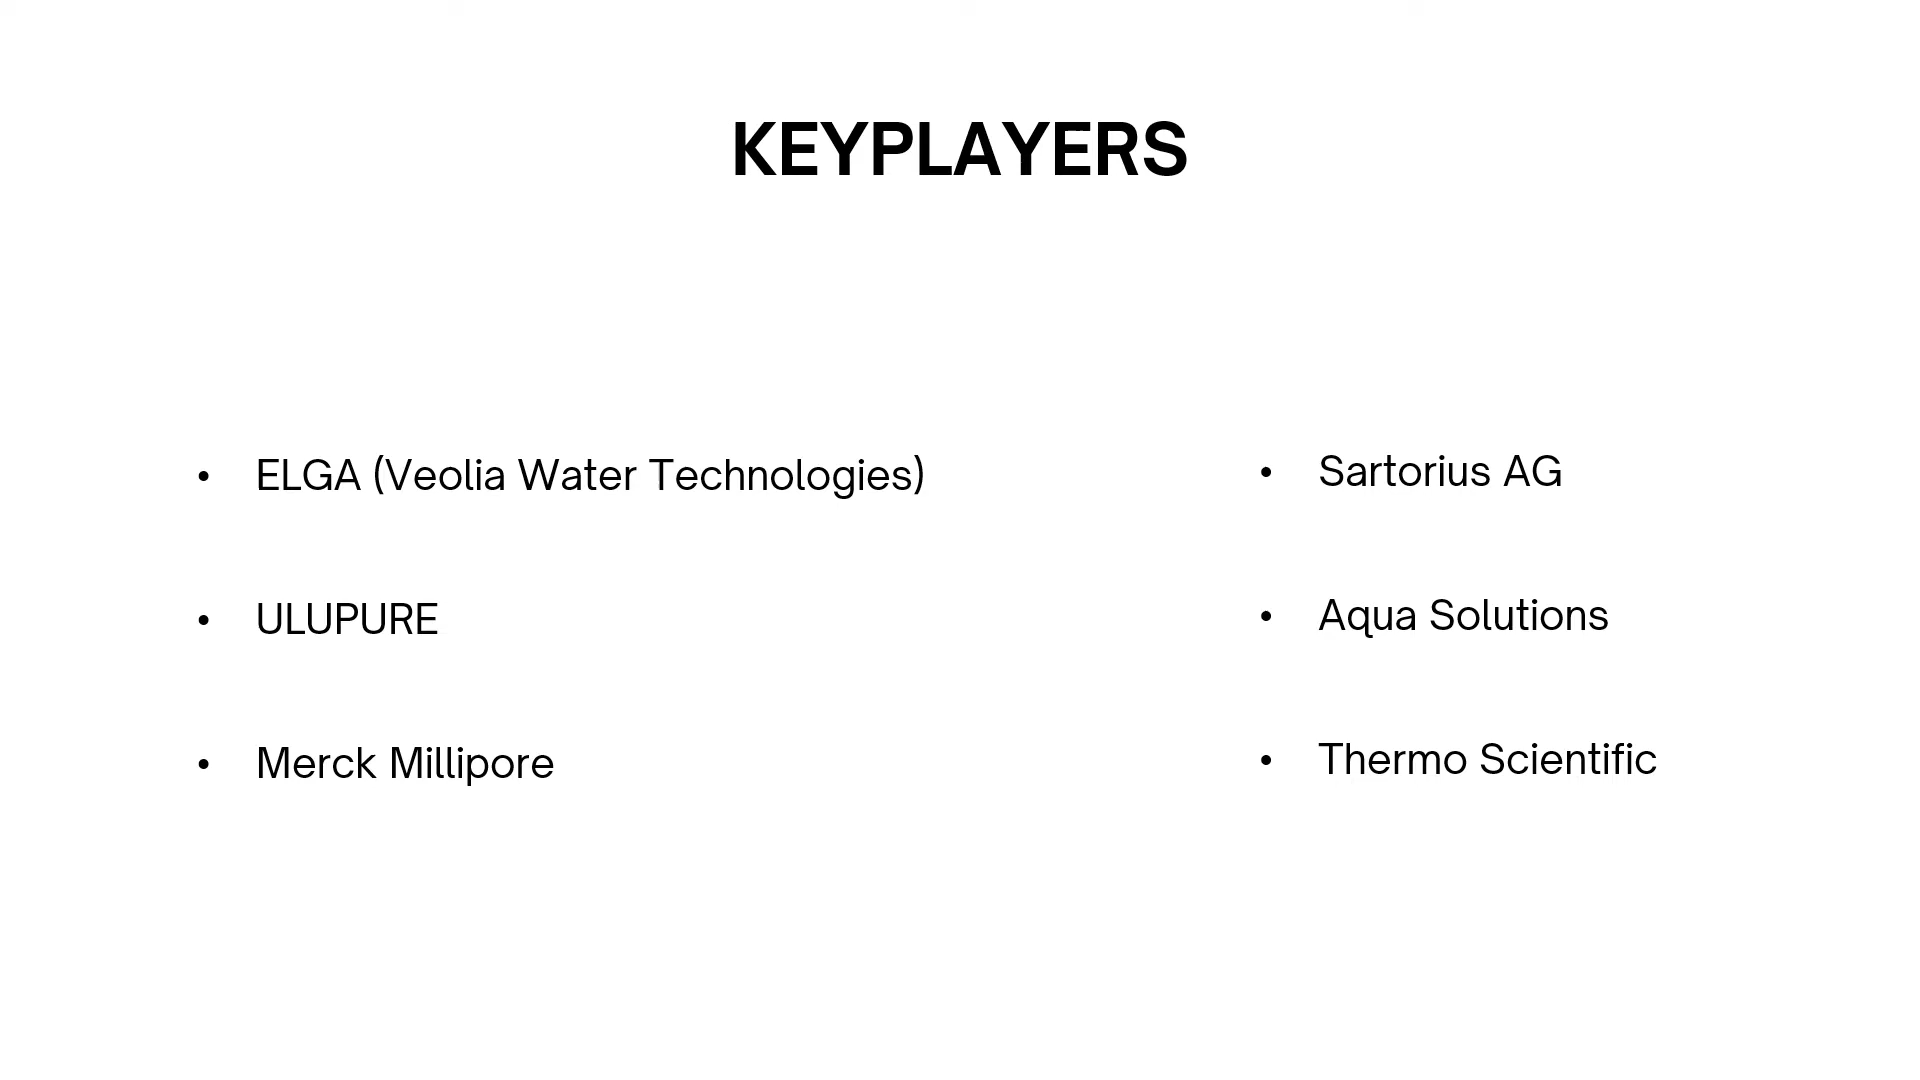 KEYPLAYERS
• ELGA (Veolia Water Technologies)
• ULUPURE
• Merck Millipore
• Sartorius AG
• Aqua Solutions
• Thermo Scientific